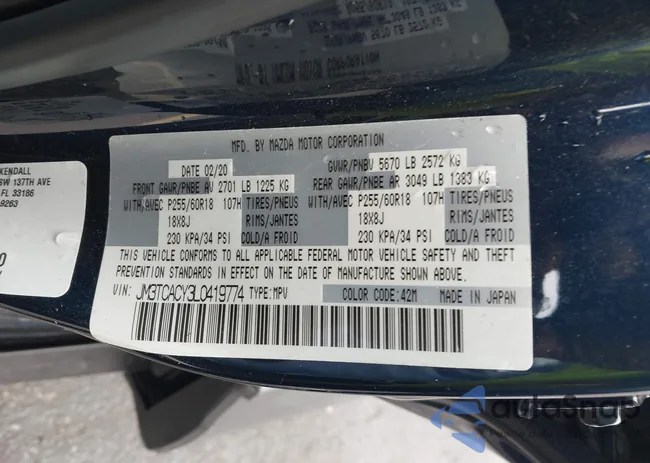 KENDALL
SW 137TH AVE
FL 33186
9263
MFD. BY MAZDA MOTOR CORPORATION
DATE 02/20 GVWR/PNBV 5670 LB 2572 KG
FRONT GAWR/PNBE AV 2701 LB 1225 KG REAR GAWR/PNBE AR 3049 LB 1383 KG
WITH/AVEC P255/60R18 107H TIRES/PNEUS WITH/AVEC P255/60R18 107H TIRES/PNEUS
18X8J RIMS/JANTES 18X8J RIMS/JANTES
230 KPA/34 PSI COLD/A FROID 230 KPA/34 PSI COLD/A FROID
THIS VEHICLE CONFORMS TO ALL APPLICABLE FEDERAL MOTOR VEHICLE SAFETY AND THEFT
PREVENTION STANDARDS IN EFFECT ON THE DATE OF MANUFACTURE SHOWN ABOVE.
VIN: JM3TCACY3L0419774 TYPE: MPV COLOR CODE: 42M MADE IN JAPAN
autoSnap